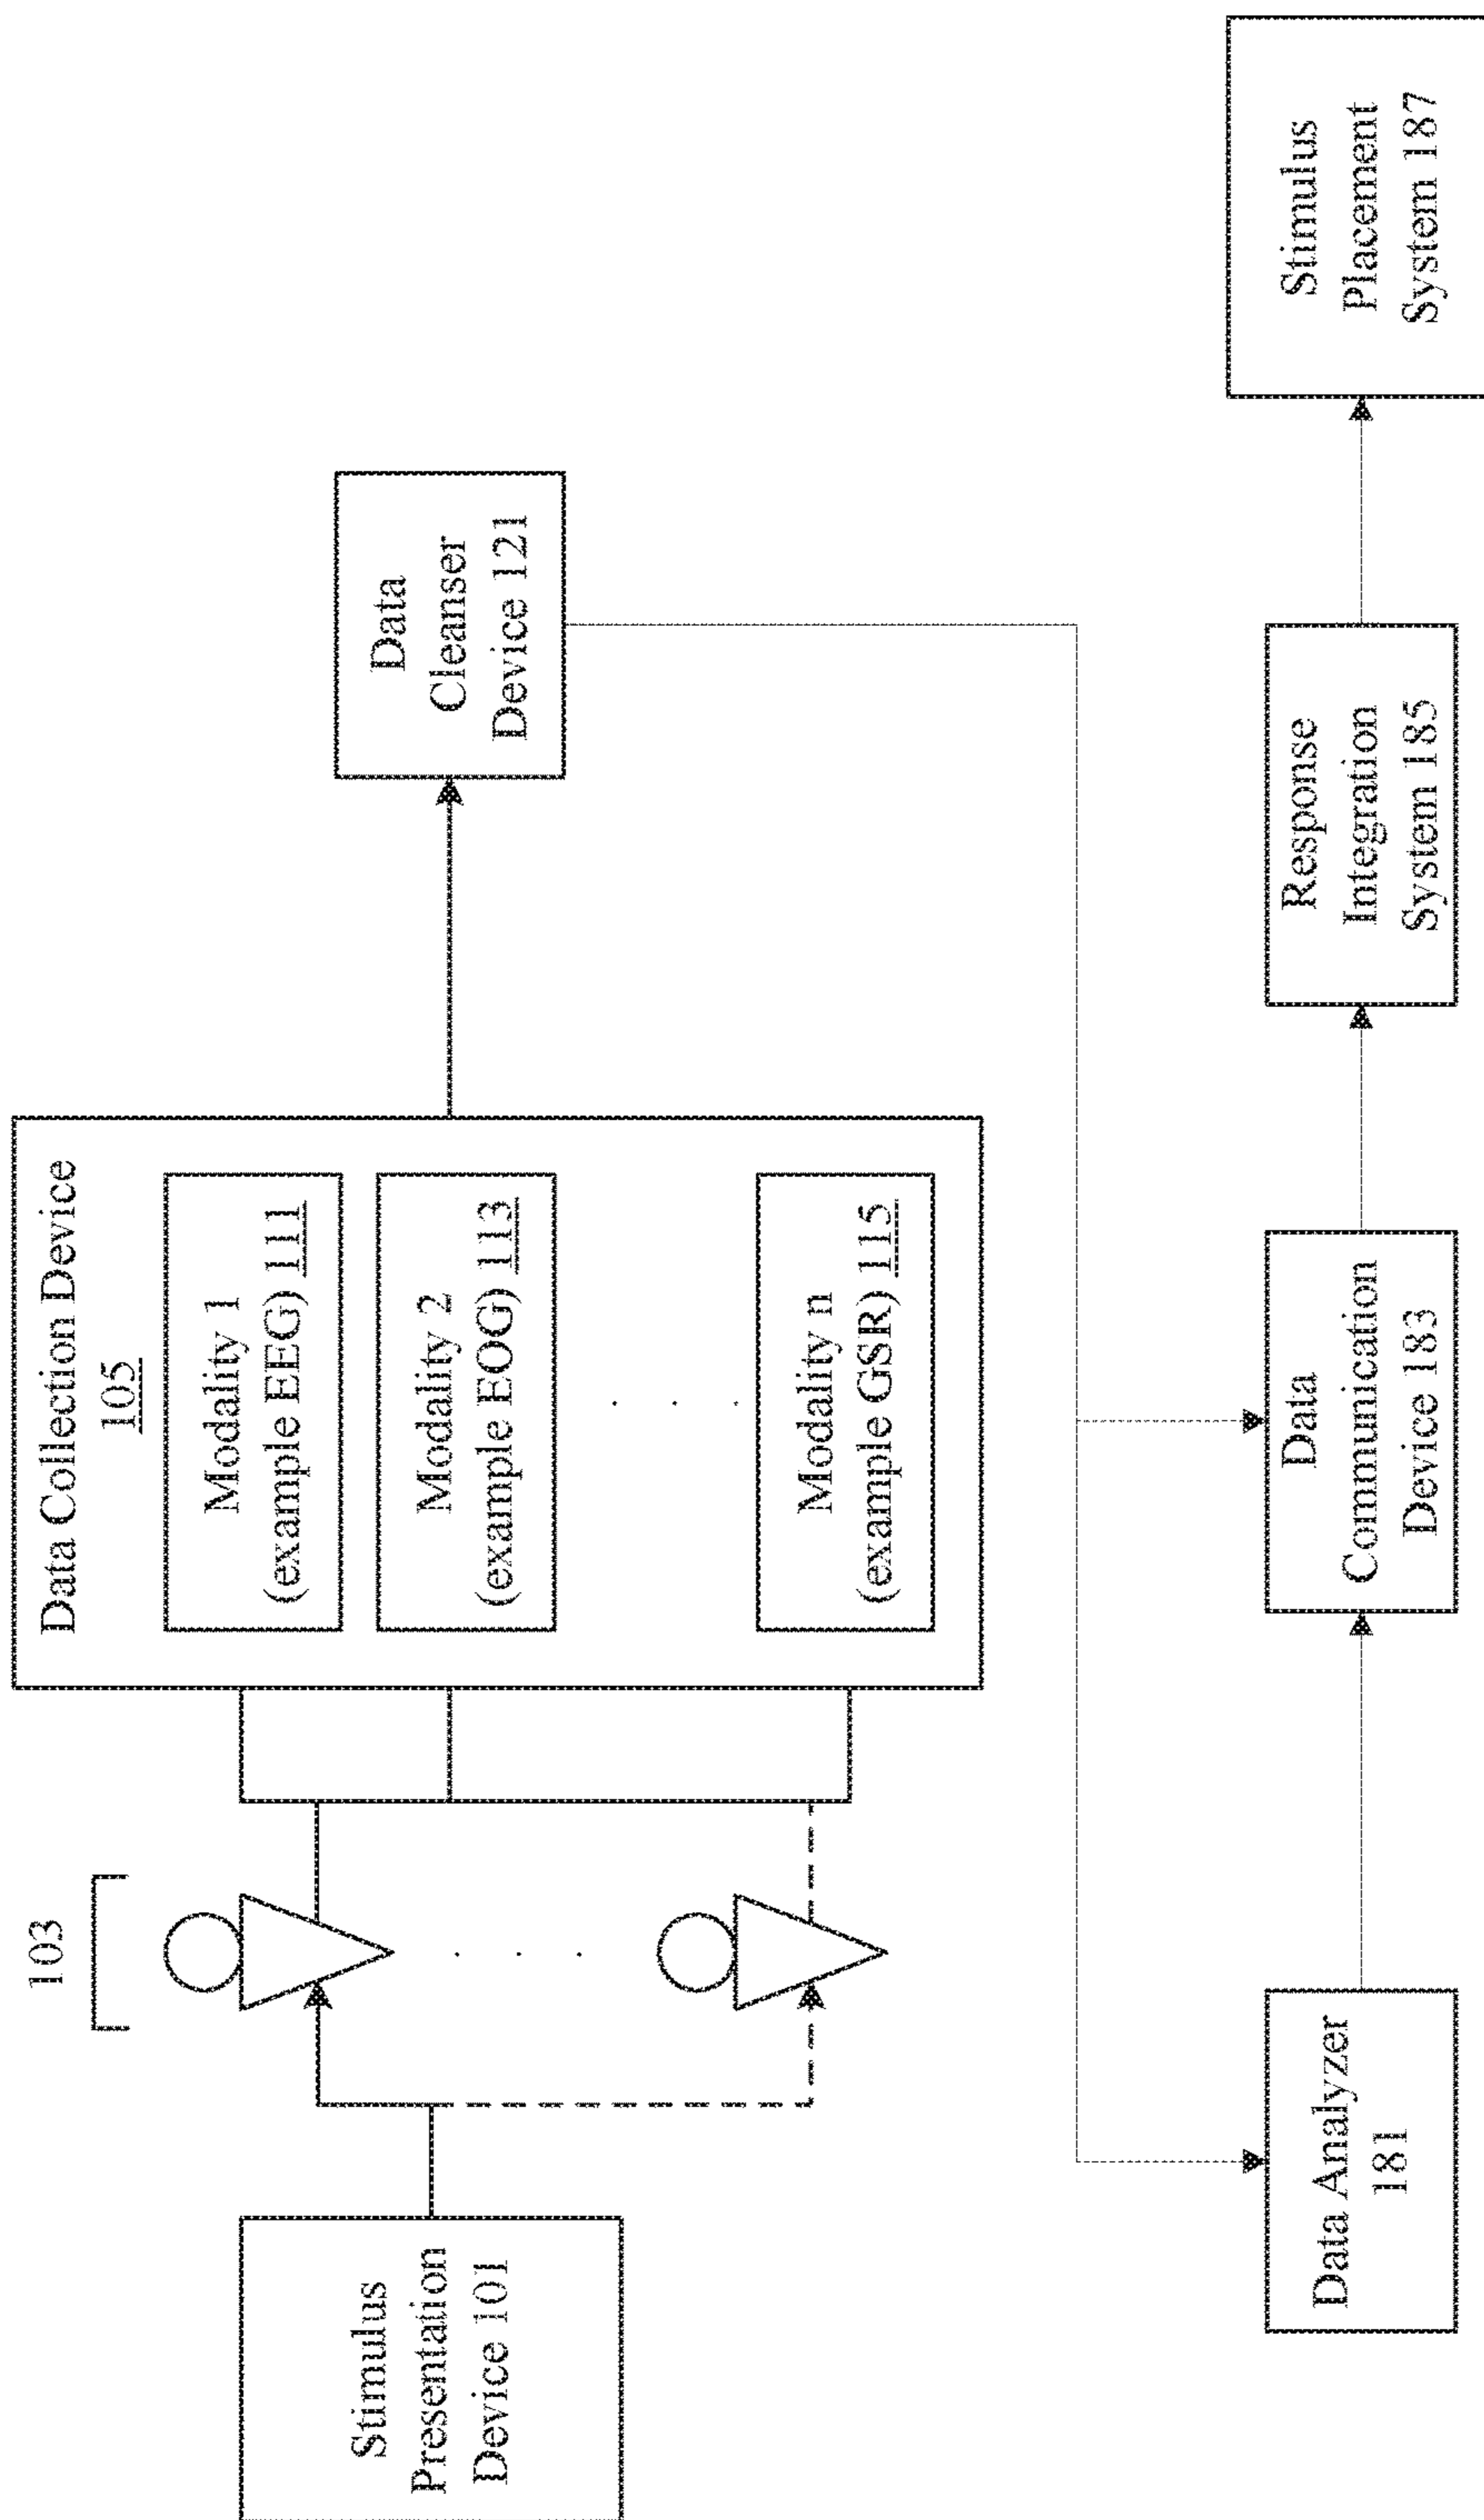 Stimulus
Presentation
Device 101
103
Data Collection Device
105
Modality 1
(example EEG) 111
Modality 2
(example EOG) 113
. . .
Modality n
(example GSR) 115
Data
Cleanser
Device 121
Data Analyzer
181
Data
Communication
Device 183
Response
Integration
System 185
Stimulus
Placement
System 187